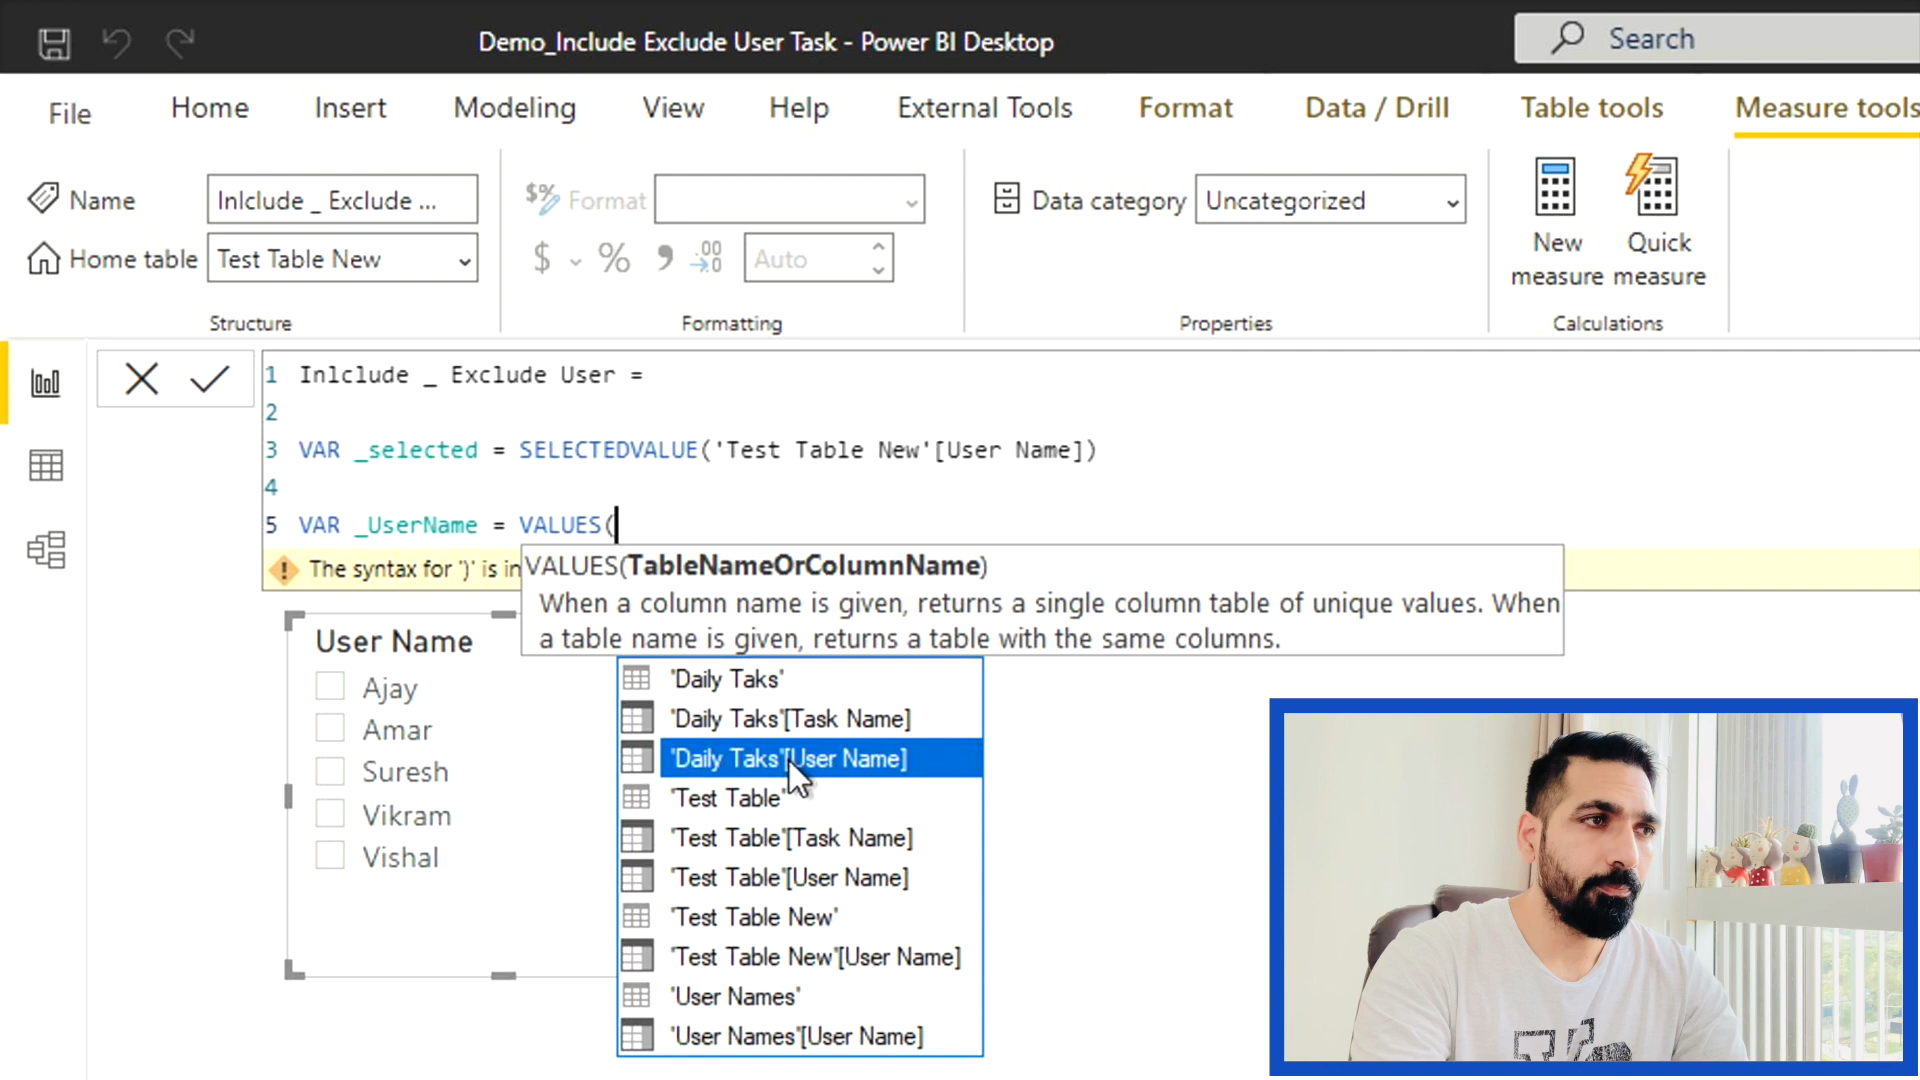 Demo_Include Exclude User Task - Power BI Desktop
Search
File Home Insert Modeling View Help External Tools Format Data / Drill Table tools Measure tools
Name Inlclude _ Exclude ...
Home table Test Table New
Structure
$% Format
$ % , .00 .0 Auto
Formatting
Data category Uncategorized
Properties
New measure
Quick measure
Calculations
1 Inlclude _ Exclude User =
2
3 VAR _selected = SELECTEDVALUE('Test Table New'[User Name])
4
5 VAR _UserName = VALUES(
The syntax for ')' is in
VALUES(TableNameOrColumnName)
When a column name is given, returns a single column table of unique values. When
a table name is given, returns a table with the same columns.
User Name
Ajay
Amar
Suresh
Vikram
Vishal
'Daily Taks'
'Daily Taks'[Task Name]
'Daily Taks'[User Name]
'Test Table'
'Test Table'[Task Name]
'Test Table'[User Name]
'Test Table New'
'Test Table New'[User Name]
'User Names'
'User Names'[User Name]